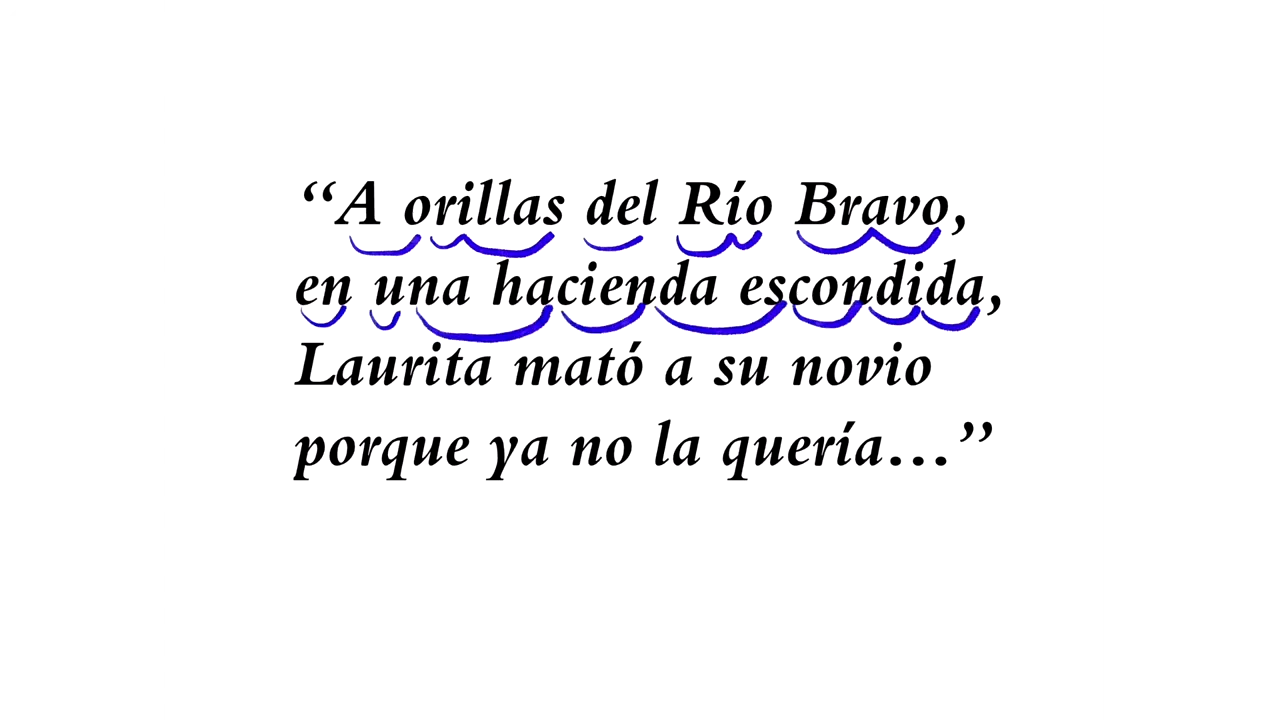 “A orillas del Río Bravo,
en una hacienda escondida,
Laurita mató a su novio
porque ya no la quería...”